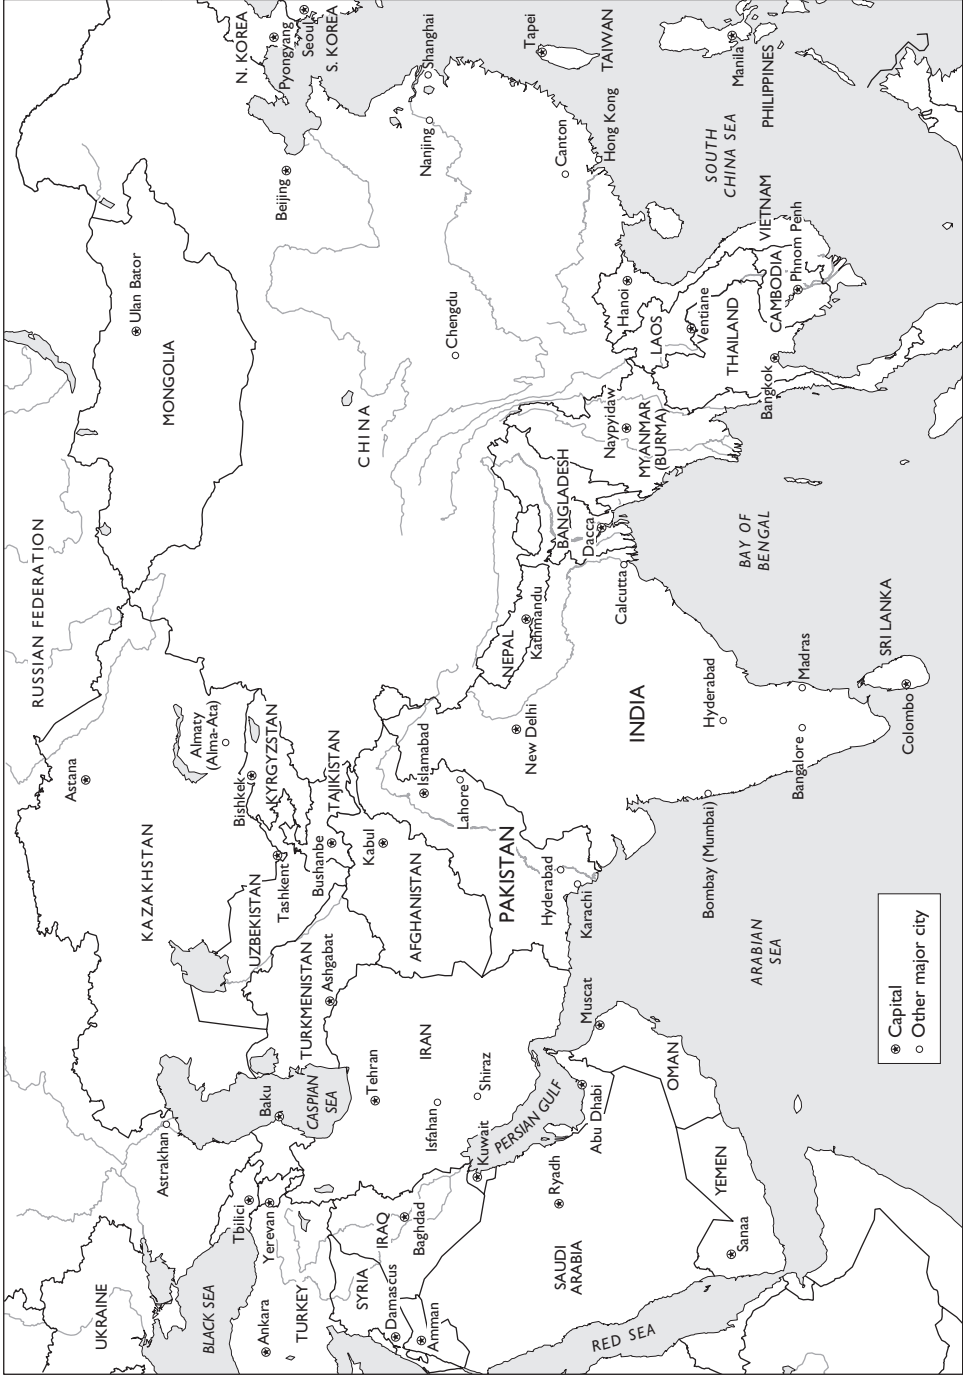 UKRAINE
RUSSIAN FEDERATION
Astrakhan
KAZAKHSTAN
Astana
Almaty
(Alma-Ata)
MONGOLIA
Ulan Bator
BLACK SEA
Ankara
TURKEY
Tbilici
Yerevan
Baku
CASPIAN
SEA
UZBEKISTAN
Tashkent
Bishkek
KYRGYZSTAN
TURKMENISTAN
Ashgabat
Bushanbe
TAJIKISTAN
CHINA
Beijing
N. KOREA
Pyongyang
Seoul
S. KOREA
SYRIA
Damascus
Amman
IRAQ
Baghdad
Tehran
IRAN
Isfahan
Shiraz
Kabul
AFGHANISTAN
Islamabad
Lahore
PAKISTAN
Hyderabad
Karachi
Chengdu
Nanjing
Shanghai
Kuwait
PERSIAN GULF
SAUDI
ARABIA
Ryadh
Abu Dhabi
Muscat
OMAN
YEMEN
Sanaa
RED SEA
New Delhi
NEPAL
Kathmandu
BANGLADESH
Dacca
Calcutta
INDIA
Bombay (Mumbai)
Hyderabad
Bangalore
Madras
SRI LANKA
Colombo
ARABIAN
SEA
BAY OF
BENGAL
Naypyidaw
MYANMAR
(BURMA)
Hanoi
LAOS
Ventiane
THAILAND
Bangkok
CAMBODIA
Phnom Penh
VIETNAM
Canton
Hong Kong
Tapei
TAIWAN
SOUTH
CHINA SEA
Manila
PHILIPPINES
Capital
Other major city